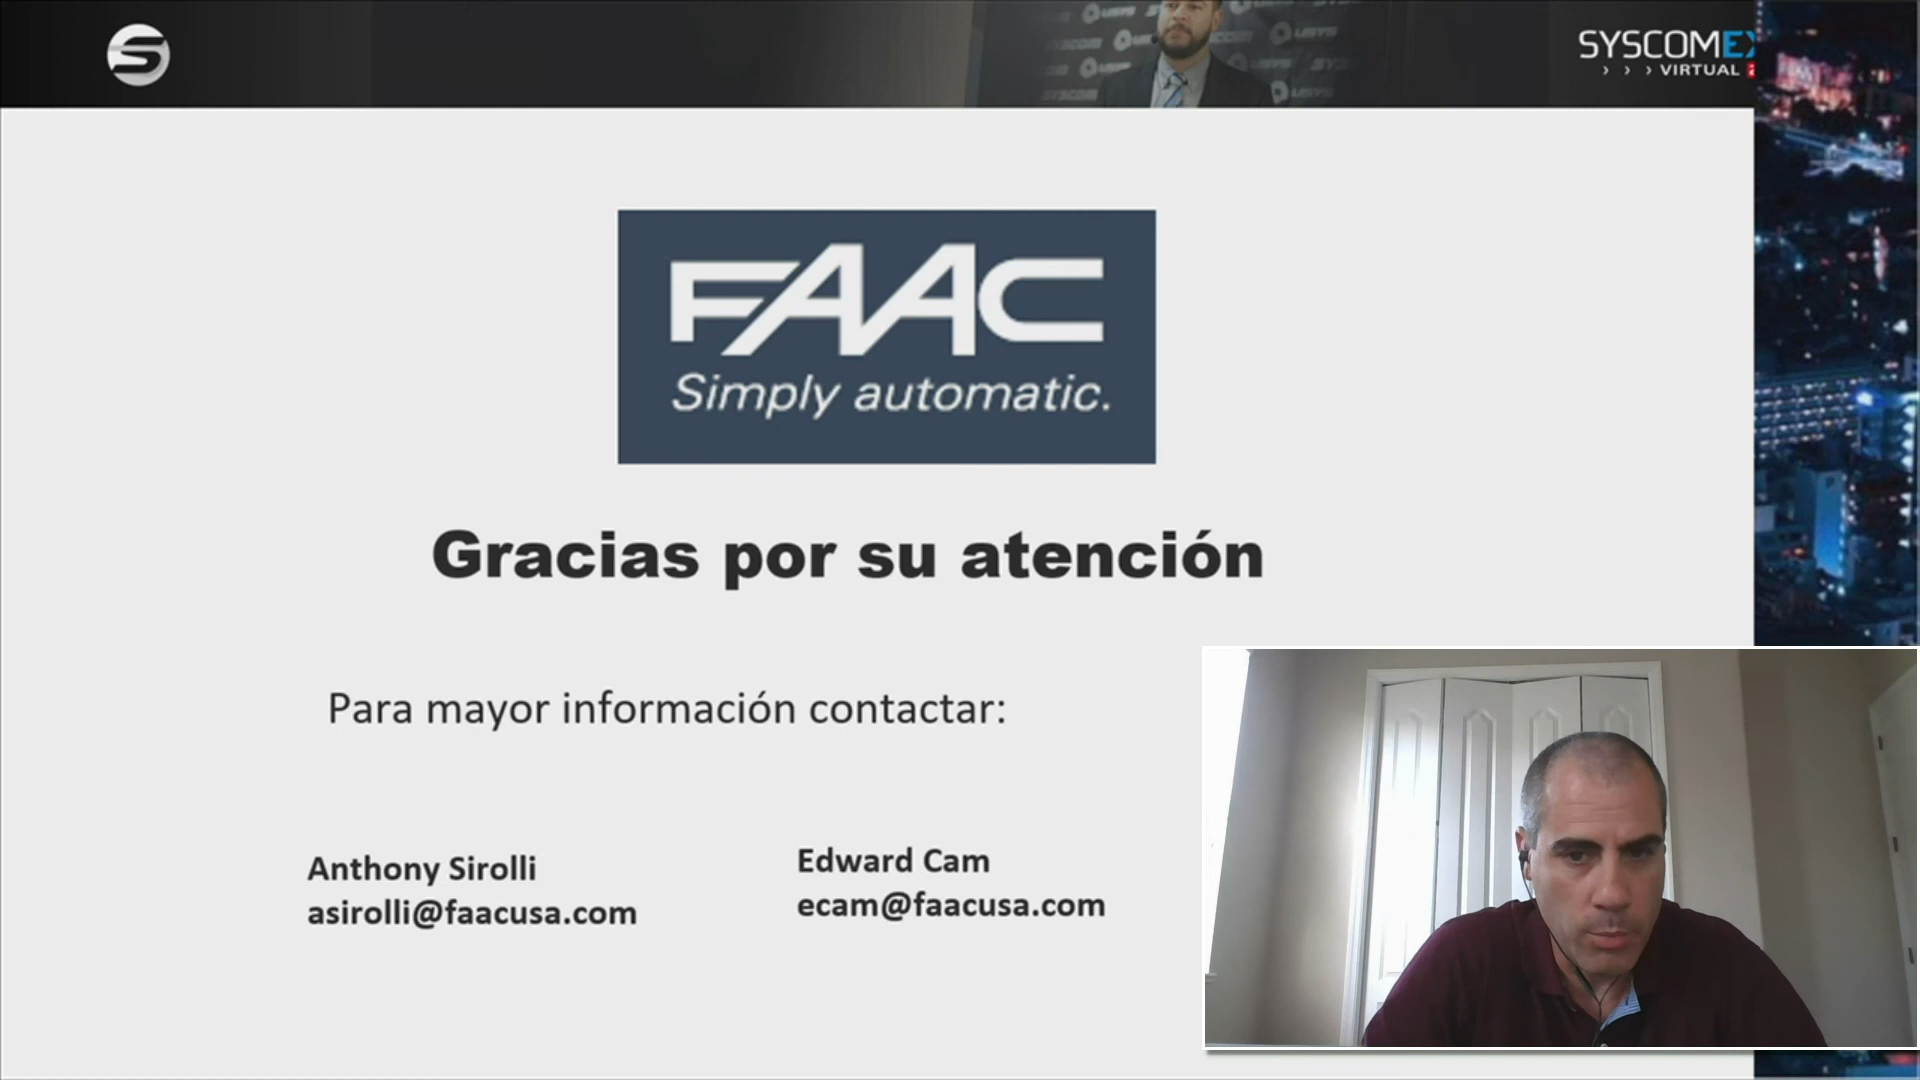 SYSCOM
VIRTUAL
FAAC
Simply automatic.
Gracias por su atención
Para mayor información contactar:
Anthony Sirolli
asirolli@faacusa.com
Edward Cam
ecam@faacusa.com